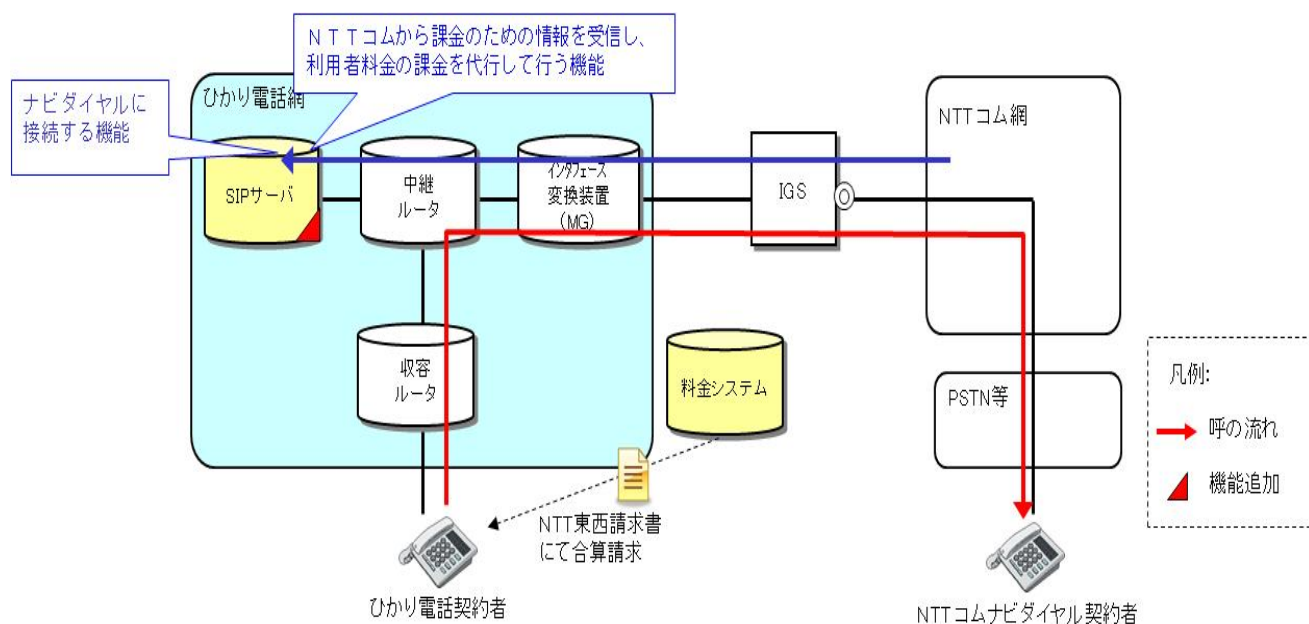 ＮＴＴコムから課金のための情報を受信し、
利用者料金の課金を代行して行う機能
ナビダイヤルに
接続する機能
ひかり電話網
NTTコム網
SIPサーバ
中継
ルータ
インタフェース
変換装置
(MG)
IGS
収容
ルータ
料金システム
PSTN等
凡例:
呼の流れ
機能追加
NTT東西請求書
にて合算請求
ひかり電話契約者
NTTコムナビダイヤル契約者